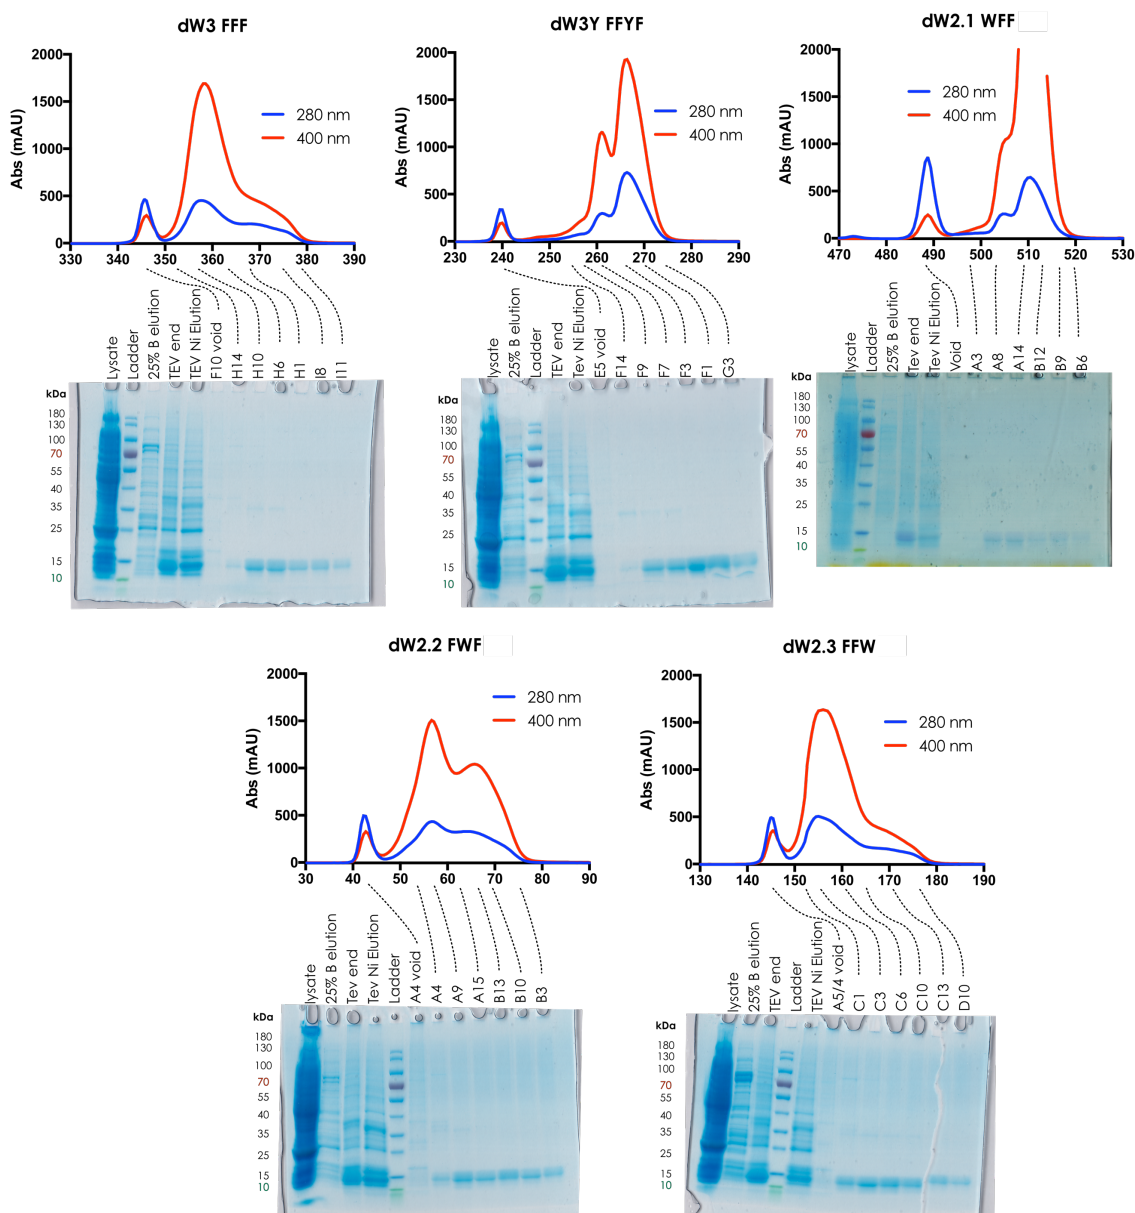 dW3 FFF
2000
1500
1000
500
0
Abs (mAU)
280 nm
400 nm
330 340 350 360 370 380 390
Lysate
Ladder
25% B elution
TEV end
TEV Ni Elution
F10 void
H14
H10
H6
H1
I8
I11
kDa
180
130
100
70
55
40
35
25
15
10
dW3Y FFYF
2000
1500
1000
500
0
Abs (mAU)
280 nm
400 nm
230 240 250 260 270 280 290
Lysate
25% B elution
Ladder
TEV end
Tev Ni Elution
E5 void
F14
F9
F7
F3
F1
G3
kDa
180
130
100
70
55
40
35
25
15
10
dW2.1 WFF
2000
1500
1000
500
0
Abs (mAU)
280 nm
400 nm
470 480 490 500 510 520 530
lysate
Ladder
25% B elution
Tev end
Tev Ni Elution
Void
A3
A8
A14
B12
B9
B6
kDa
180
130
100
70
55
40
35
25
15
10
dW2.2 FWF
2000
1500
1000
500
0
Abs (mAU)
280 nm
400 nm
30 40 50 60 70 80 90
lysate
25% B elution
Tev end
Tev Ni Elution
Ladder
A4 void
A4
A9
A15
B13
B10
B3
kDa
180
130
100
70
55
40
35
25
15
10
dW2.3 FFW
2000
1500
1000
500
0
Abs (mAU)
280 nm
400 nm
130 140 150 160 170 180 190
lysate
25% B elution
TEV end
Ladder
TEV Ni Elution
A5/4 void
C1
C3
C6
C10
C13
D10
kDa
180
130
100
70
55
40
35
25
15
10